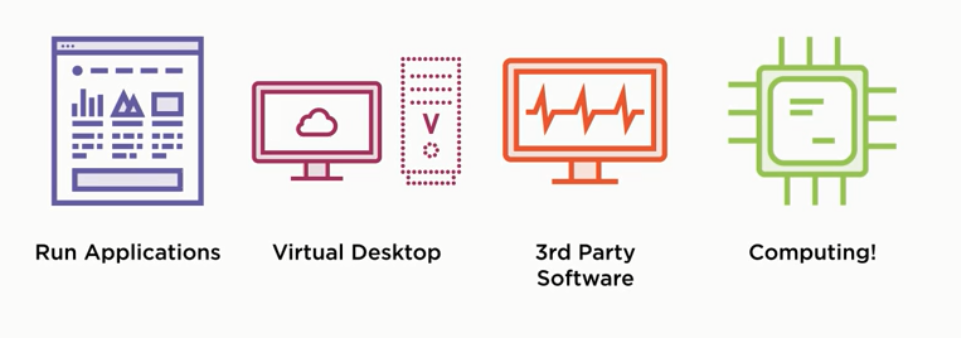 V
Run Applications
Virtual Desktop
3rd Party
Software
Computing!